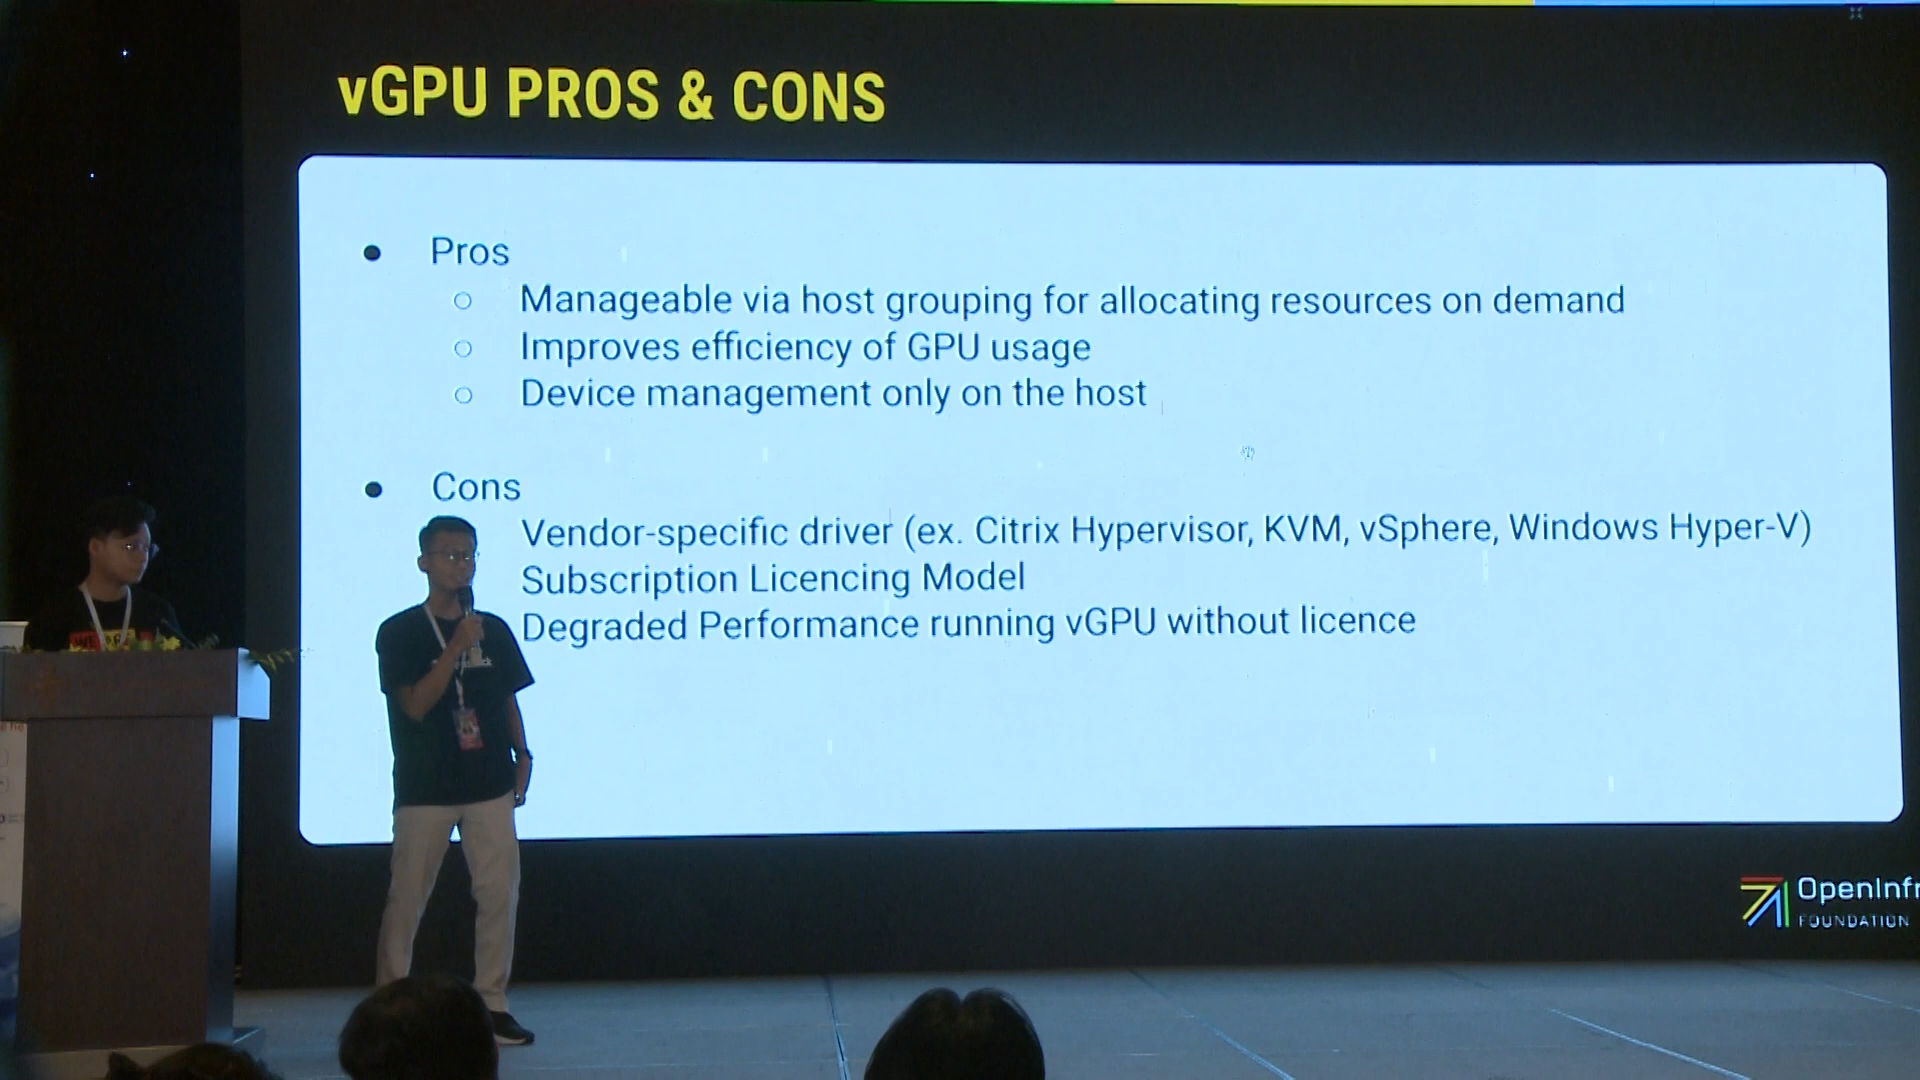 vGPU PROS & CONS
Pros
Manageable via host grouping for allocating resources on demand
Improves efficiency of GPU usage
Device management only on the host
Cons
Vendor-specific driver (ex. Citrix Hypervisor, KVM, vSphere, Windows Hyper-V)
Subscription Licencing Model
Degraded Performance running vGPU without licence
OpenInfr
FOUNDATION